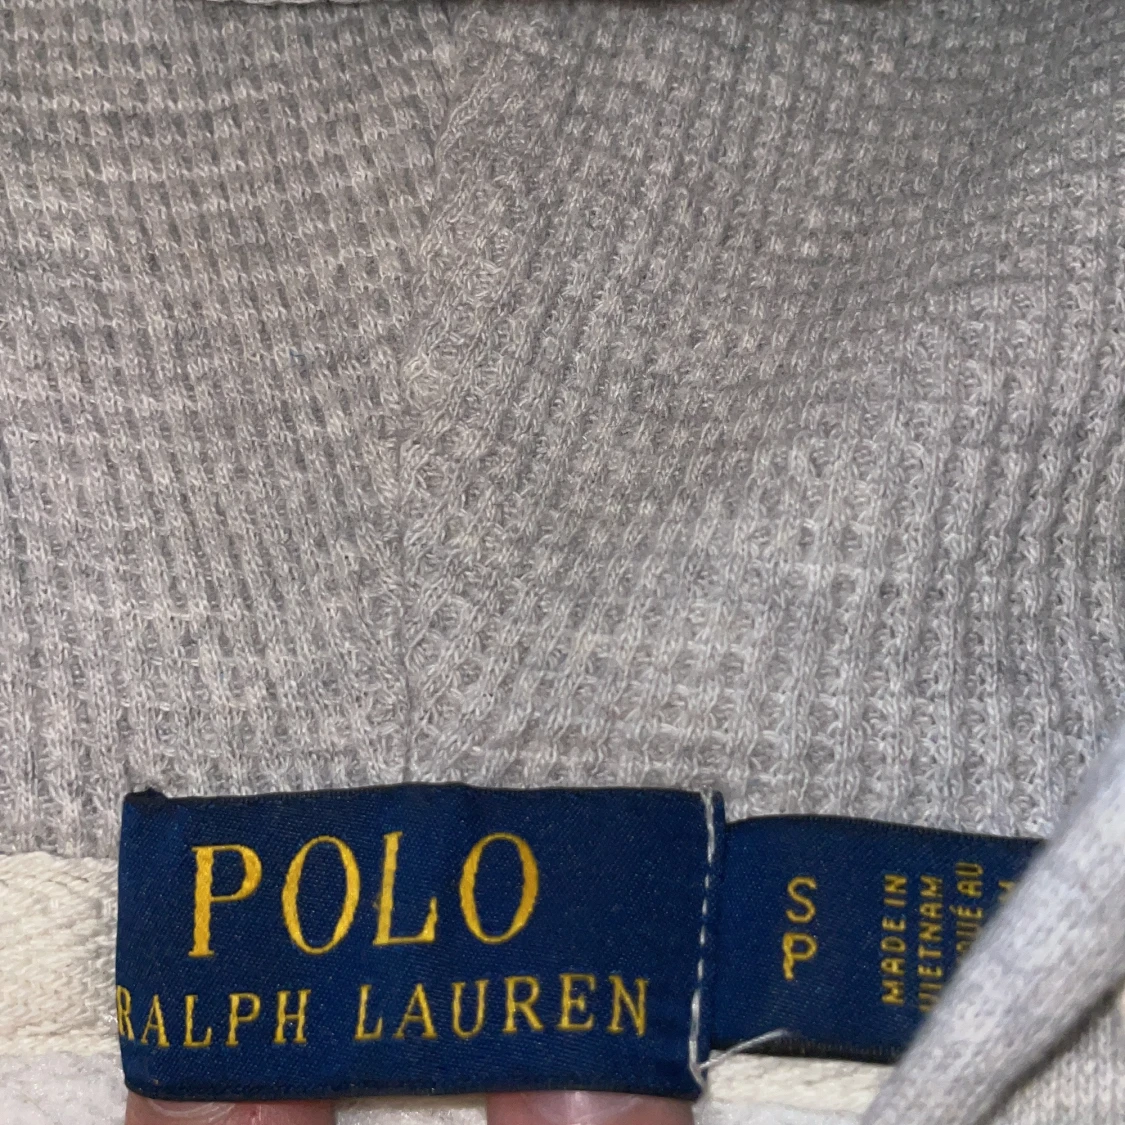 POLO
RALPH LAUREN
S
P
MADE IN
VIETNAM